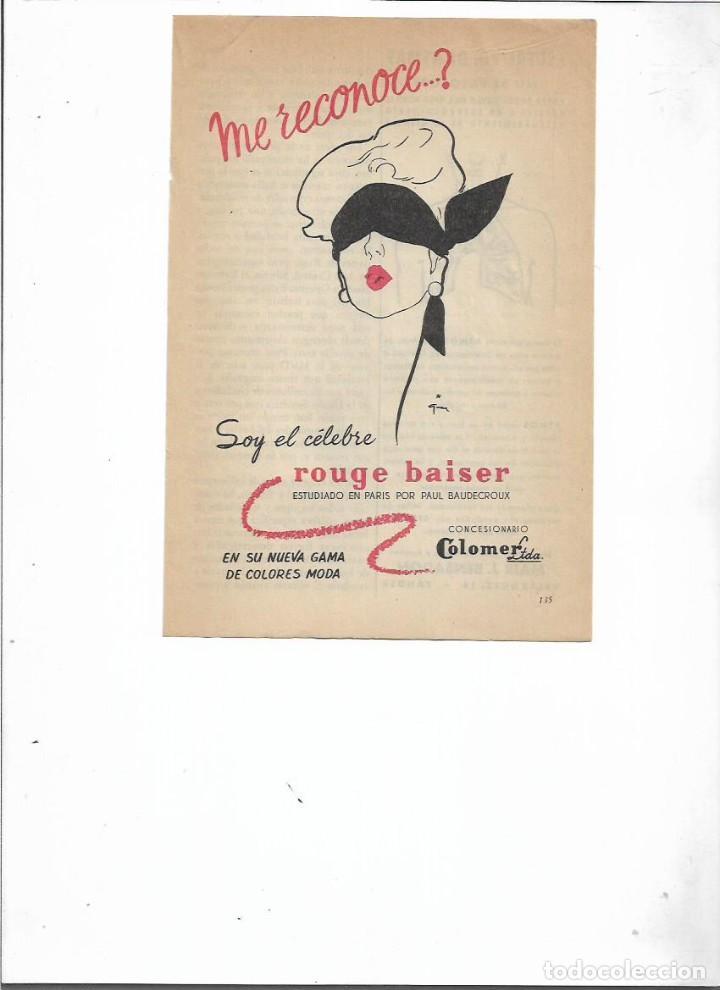 me reconoce...?
Soy el célebre
rouge baiser
ESTUDIADO EN PARIS POR PAUL BAUDECROUX
CONCESIONARIO
Colomer Ltda.
EN SU NUEVA GAMA
DE COLORES MODA
135
todocoleccion